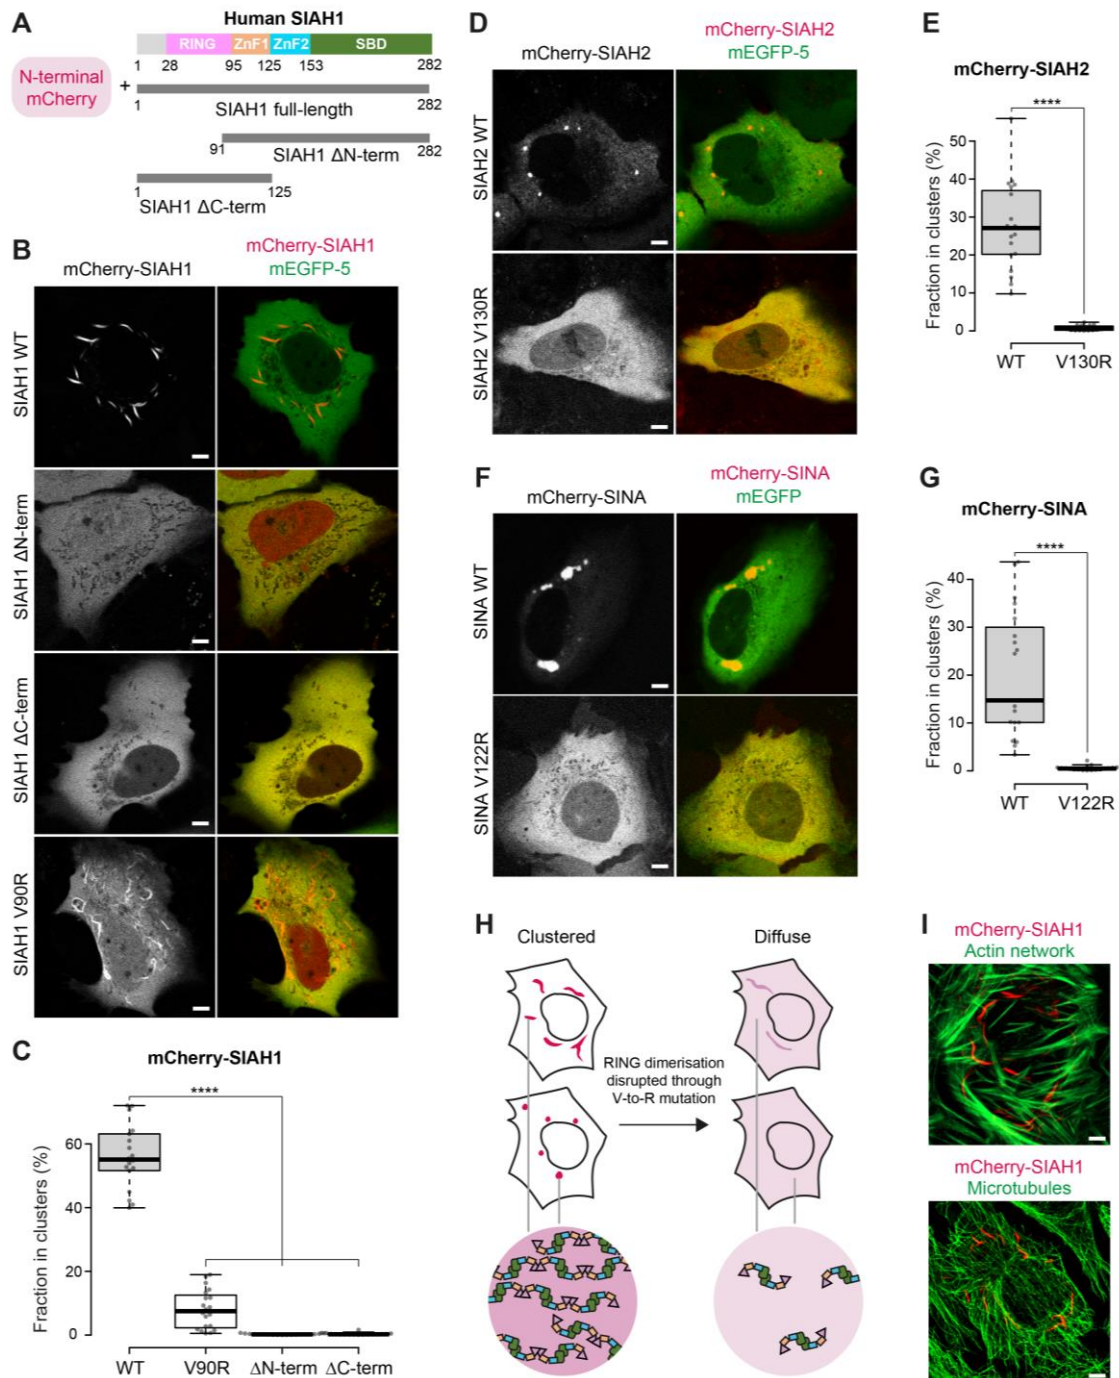 A
Human SIAH1
RING ZnF1 ZnF2 SBD
1 28 95 125 153 282
N-terminal
mCherry
+
1 282
SIAH1 full-length
91 282
SIAH1 ΔN-term
1 125
SIAH1 ΔC-term
B
mCherry-SIAH1
mCherry-SIAH1
mEGFP-5
SIAH1 WT
SIAH1 ΔN-term
SIAH1 ΔC-term
SIAH1 V90R
C
mCherry-SIAH1
****
Fraction in clusters (%)
60
40
20
0
WT V90R ΔN-term ΔC-term
D
mCherry-SIAH2
mCherry-SIAH2
mEGFP-5
SIAH2 WT
SIAH2 V130R
E
mCherry-SIAH2
****
Fraction in clusters (%)
50
40
30
20
10
0
WT V130R
F
mCherry-SINA
mCherry-SINA
mEGFP
SINA WT
SINA V122R
G
mCherry-SINA
****
Fraction in clusters (%)
40
30
20
10
0
WT V122R
H
Clustered
Diffuse
RING dimerisation
disrupted through
V-to-R mutation
I
mCherry-SIAH1
Actin network
mCherry-SIAH1
Microtubules